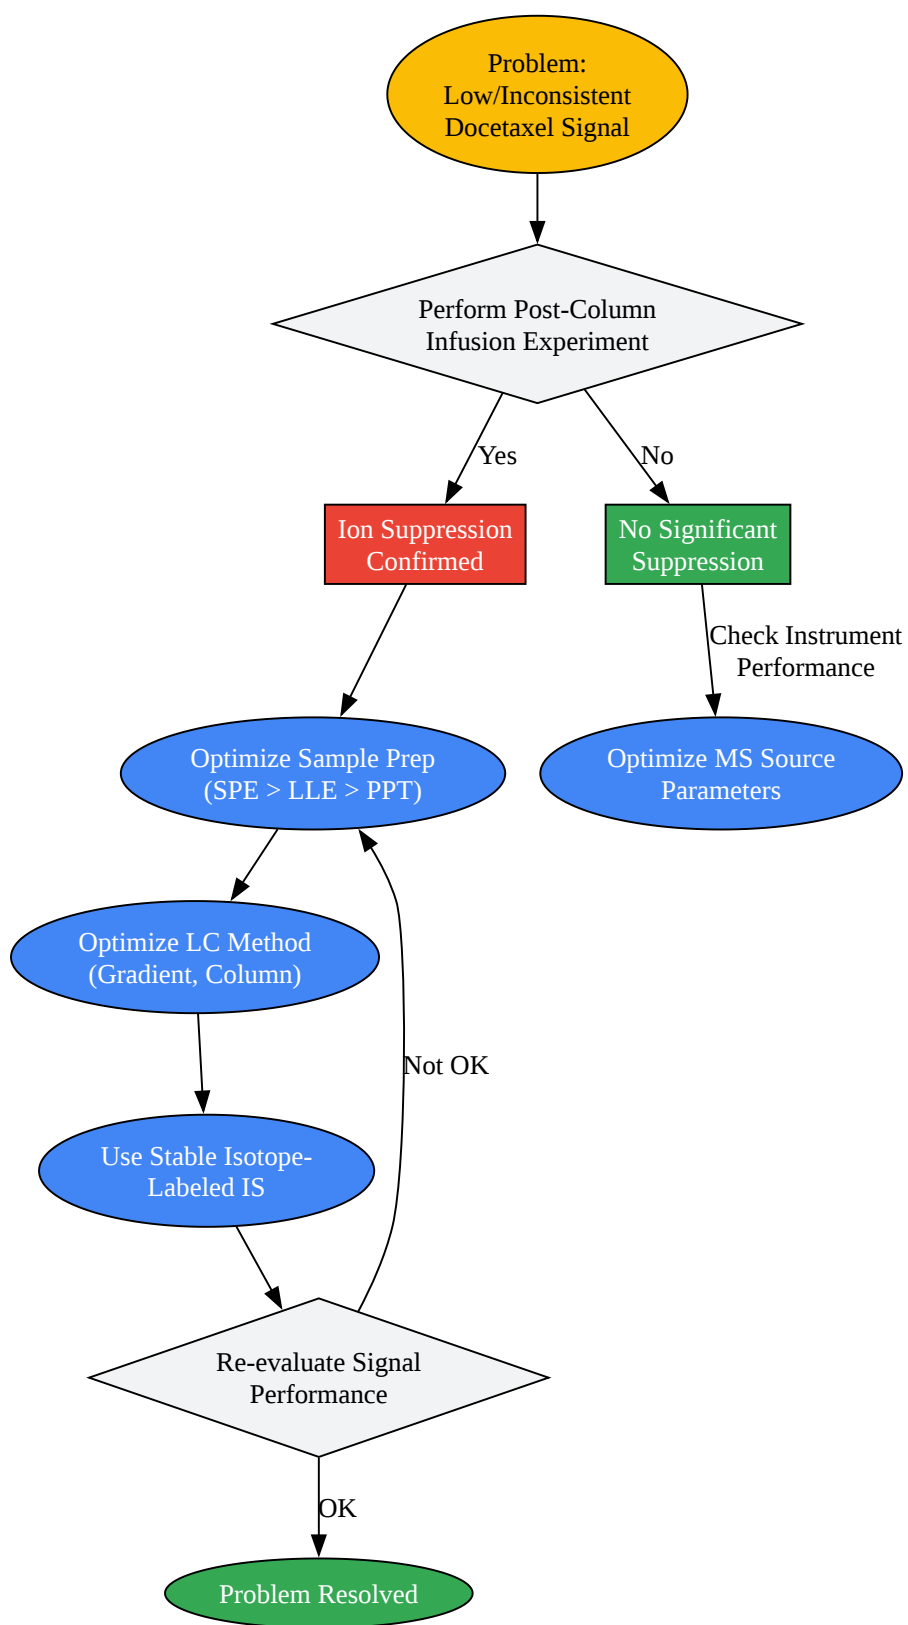 Problem:
Low/Inconsistent
Docetaxel Signal
Perform Post-Column
Infusion Experiment
Yes
No
Ion Suppression
Confirmed
No Significant
Suppression
Check Instrument
Performance
Optimize Sample Prep
(SPE > LLE > PPT)
Optimize MS Source
Parameters
Optimize LC Method
(Gradient, Column)
Not OK
Use Stable Isotope-
Labeled IS
Re-evaluate Signal
Performance
OK
Problem Resolved